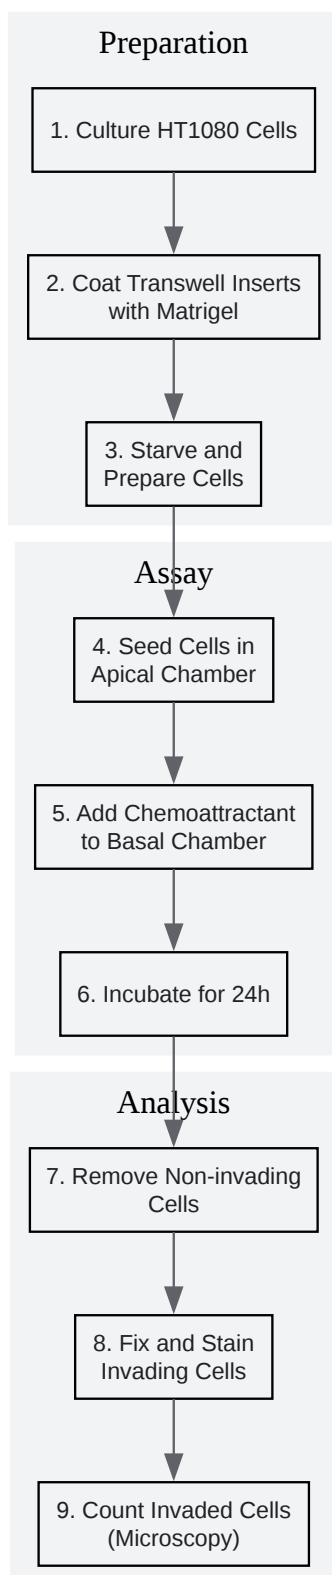 Preparation
1. Culture HT1080 Cells
2. Coat Transwell Inserts
with Matrigel
3. Starve and
Prepare Cells
Assay
4. Seed Cells in
Apical Chamber
5. Add Chemoattractant
to Basal Chamber
6. Incubate for 24h
Analysis
7. Remove Non-invading
Cells
8. Fix and Stain
Invading Cells
9. Count Invaded Cells
(Microscopy)